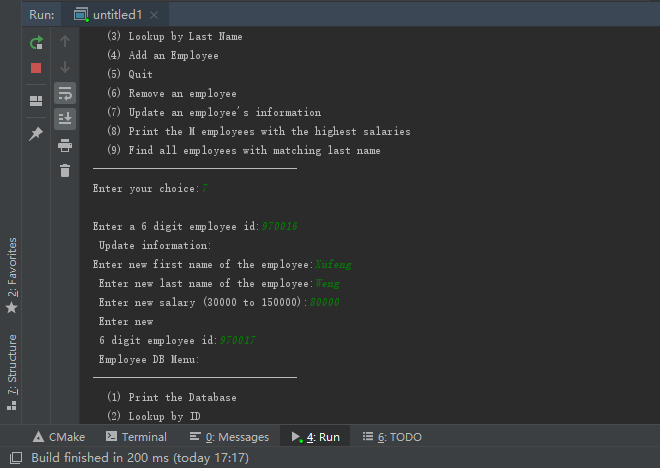 Run: untitled1
(3) Lookup by Last Name
(4) Add an Employee
(5) Quit
(6) Remove an employee
(7) Update an employee's information
(8) Print the M employees with the highest salaries
(9) Find all employees with matching last name
Enter your choice:7
Enter a 6 digit employee id:970016
Update information:
Enter new first name of the employee:Xufeng
Enter new last name of the employee:Weng
Enter new salary (30000 to 150000):80000
Enter new
6 digit employee id:970017
Employee DB Menu:
(1) Print the Database
(2) Lookup by ID
2: Favorites
7: Structure
CMake Terminal 0: Messages 4: Run 6: TODO
Build finished in 200 ms (today 17:17)